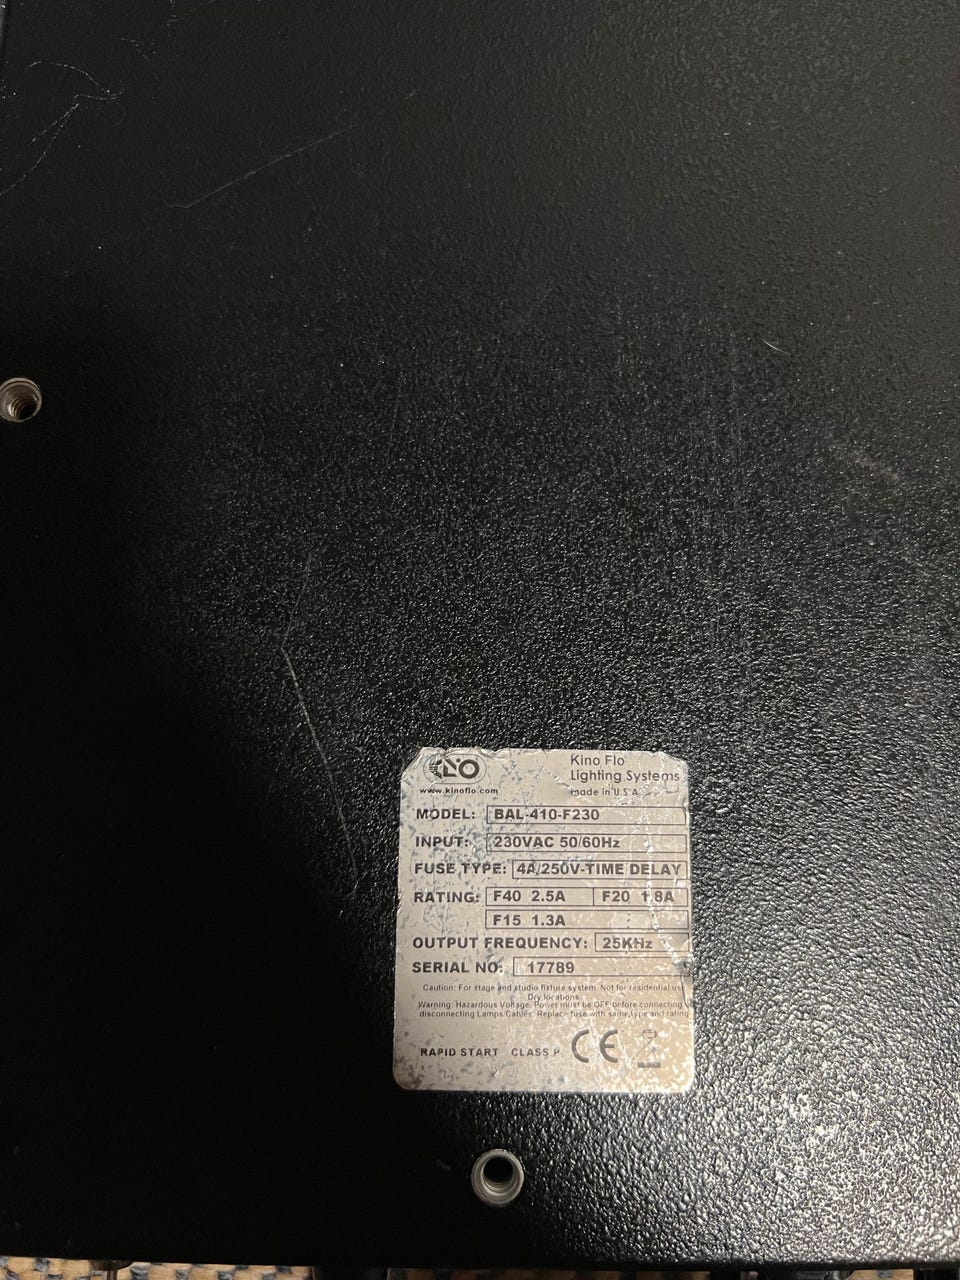 KINO
Kino Flo
Lighting Systems
www.kinoflo.com
made in U.S.A.
MODEL: BAL-410-F230
INPUT: 230VAC 50/60Hz
FUSE TYPE: 4A/250V-TIME DELAY
RATING: F40 2.5A F20 1.8A
F15 1.3A
OUTPUT FREQUENCY: 25KHz
SERIAL NO: 17789
Caution: For stage and studio fixture system. Not for residential use
Dry locations.
Warning: Hazardous Voltage. Power must be OFF before connecting
disconnecting Lamps, Cables. Replace fuse with same type and rating
RAPID START CLASS P CE